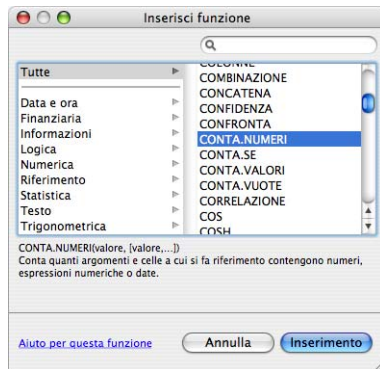 Inserisci funzione
Tutte
Data e ora
Finanziaria
Informazioni
Logica
Numerica
Riferimento
Statistica
Testo
Trigonometrica
COLONNE
COMBINAZIONE
CONCATENA
CONFIDENZA
CONFRONTA
CONTA.NUMERI
CONTA.SE
CONTA.VALORI
CONTA.VUOTE
CORRELAZIONE
COS
COSH
CONTA.NUMERI(valore, [valore,...])
Conta quanti argomenti e celle a cui si fa riferimento contengono numeri,
espressioni numeriche o date.
Aiuto per questa funzione
Annulla
Inserimento